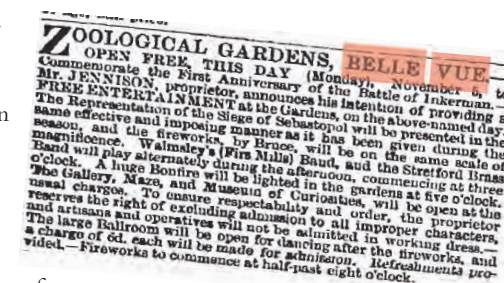 ZOOLOGICAL GARDENS, BELLE VUE.
OPEN FREE, THIS DAY (Monday), November 5, to
Commemorate the First Anniversary of the Battle of Inkerman.
Mr. JENNISON, proprietor, announces his intention of providing a
FREE ENTERTAINMENT at the Gardens, on the above-named day.
The Representation of the Siege of Sebastopol will be presented in the
same effective and imposing manner as it has been given during the
season, and the fireworks, by Bruce, will be on the same scale of
magnificence. Walmsley's (Firs Mills) Band, and the Stretford Brass
Band will play alternately during the afternoon, commencing at three
o'clock. A huge Bonfire will be lighted in the gardens at five o'clock.
The Gallery, Maze, and Museum of Curiosities, will be open at the
usual charges. To ensure respectability and order, the proprietor
reserves the right of excluding admission to all improper characters,
and artisans and operatives will not be admitted in working dress.—
The large Ballroom will be open for dancing after the fireworks, and
a charge of 6d. each will be made for admission. Refreshments pro-
vided.—Fireworks to commence at half-past eight o'clock.